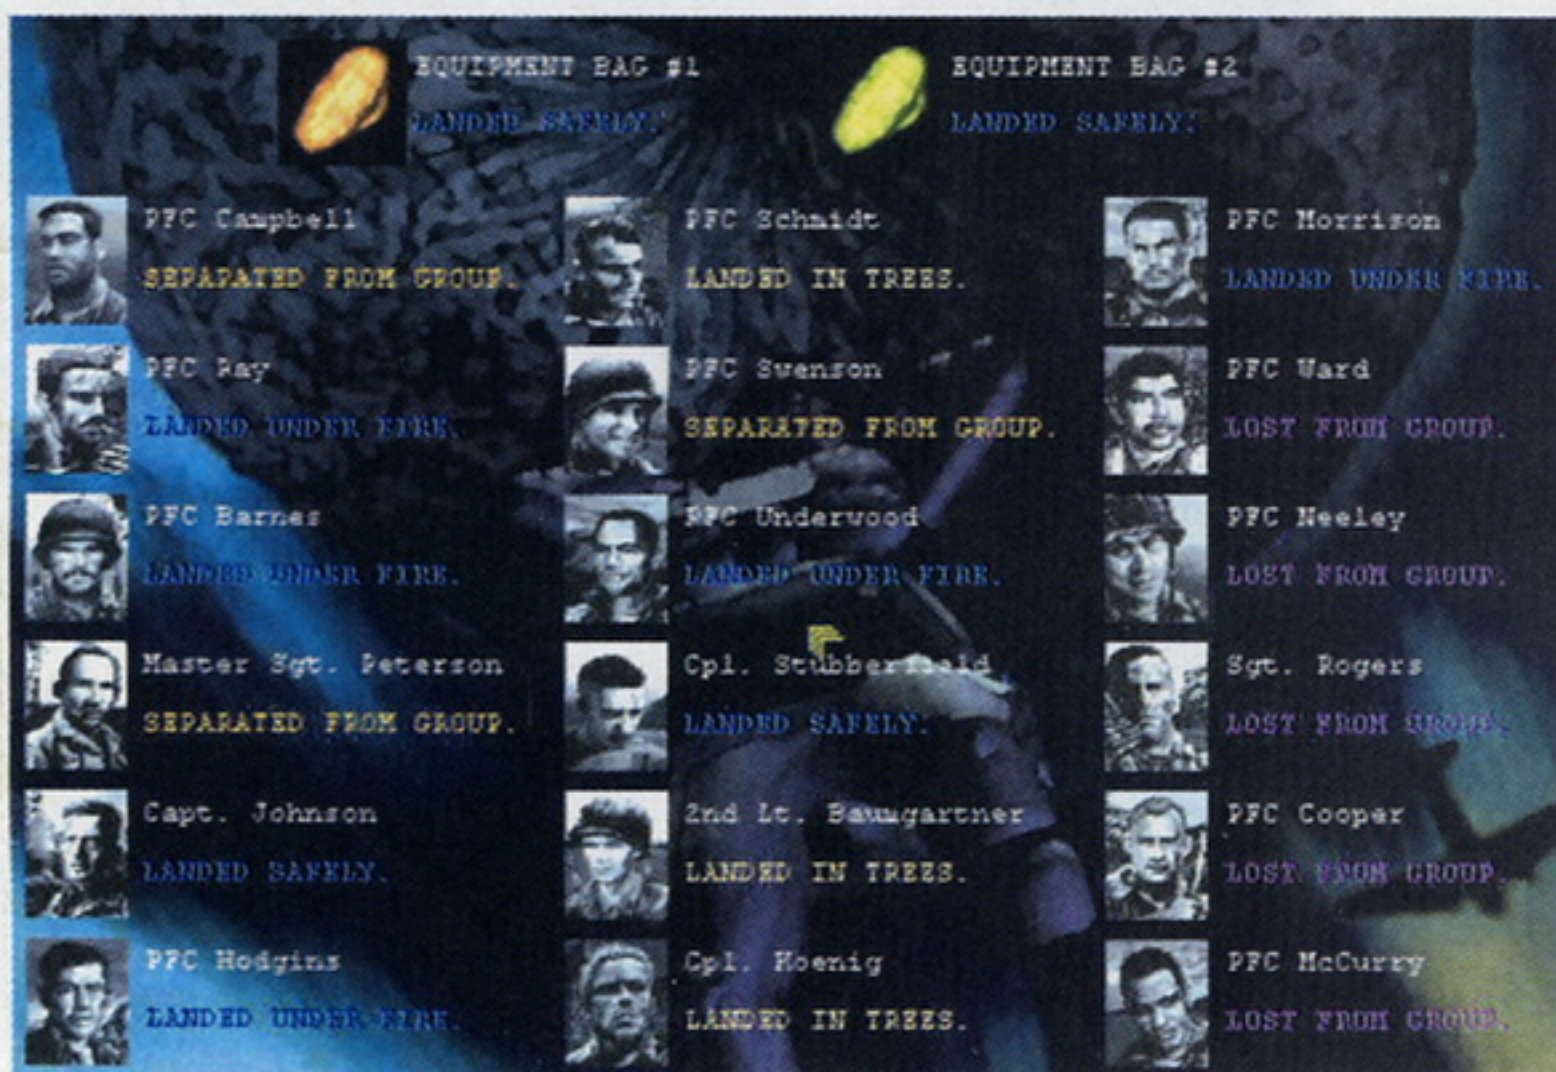 EQUIPMENT BAG #1
LANDED SAFELY.
EQUIPMENT BAG #2
LANDED SAFELY.
PFC Campbell
SEPARATED FROM GROUP.
PFC Schmidt
LANDED IN TREES.
PFC Morrison
LANDED UNDER FIRE.
PFC Ray
LANDED UNDER FIRE.
PFC Swenson
SEPARATED FROM GROUP.
PFC Ward
LOST FROM GROUP.
PFC Barnes
LANDED UNDER FIRE.
PFC Underwood
LANDED UNDER FIRE.
PFC Neeley
LOST FROM GROUP.
Master Sgt. Peterson
SEPARATED FROM GROUP.
Cpl.
LANDED SAFELY.
Sgt. Rogers
LOST FROM GROUP.
Capt. Johnson
LANDED SAFELY.
2nd Lt. Baumgartner
LANDED IN TREES.
PFC Cooper
LOST FROM GROUP.
PFC Hodgins
LANDED UNDER FIRE.
Cpl. Koenig
LANDED IN TREES.
PFC McCurry
LOST FROM GROUP.